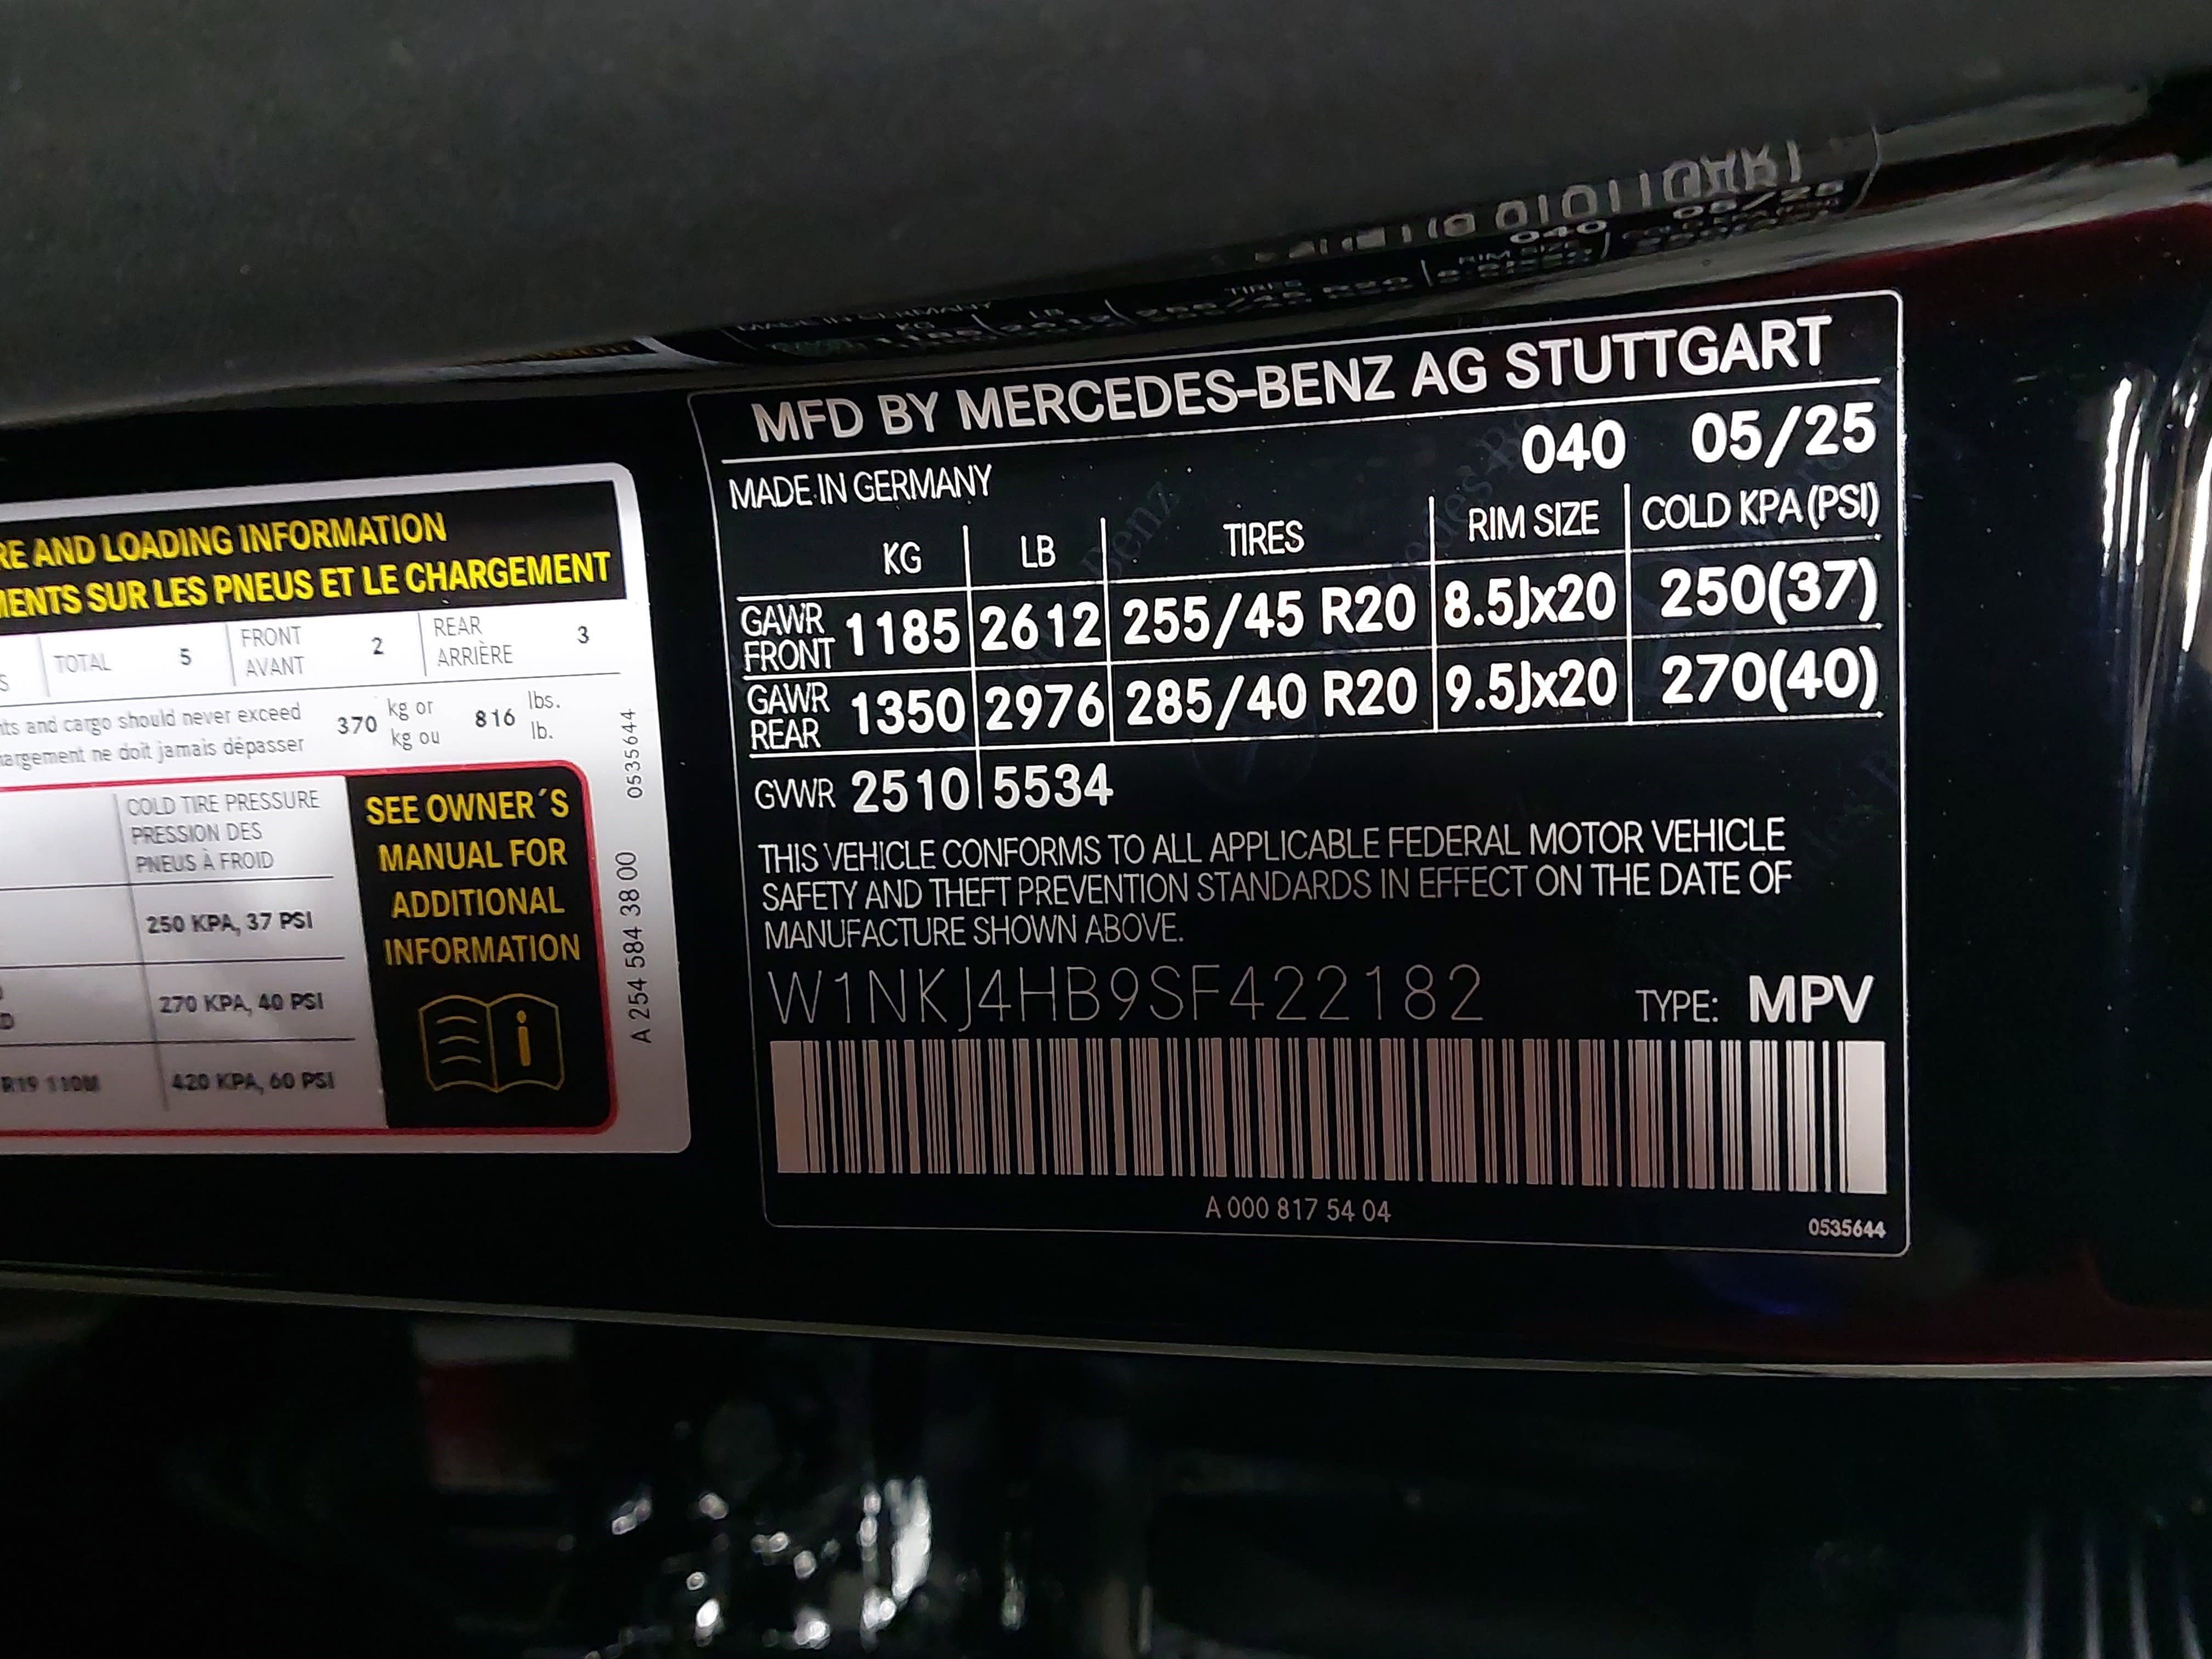 RE AND LOADING INFORMATION
MENTS SUR LES PNEUS ET LE CHARGEMENT
TOTAL 5 FRONT 2 REAR 3
AVANT ARRIÈRE
and cargo should never exceed 370 kg or 816 lbs.
ne doit jamais dépasser kg ou lb.
COLD TIRE PRESSURE
PRESSION DES
PNEUS À FROID
250 KPA, 37 PSI
270 KPA, 40 PSI
R19 110M 420 KPA, 60 PSI
SEE OWNER´S
MANUAL FOR
ADDITIONAL
INFORMATION
A 254 584 38 00 0535644
MFD BY MERCEDES-BENZ AG STUTTGART
040 05/25
MADE IN GERMANY
KG LB TIRES RIM SIZE COLD KPA (PSI)
GAWR FRONT 1185 2612 255/45 R20 8.5Jx20 250(37)
GAWR REAR 1350 2976 285/40 R20 9.5Jx20 270(40)
GVWR 2510 5534
THIS VEHICLE CONFORMS TO ALL APPLICABLE FEDERAL MOTOR VEHICLE
SAFETY AND THEFT PREVENTION STANDARDS IN EFFECT ON THE DATE OF
MANUFACTURE SHOWN ABOVE.
W1NKJ4HB9SF422182 TYPE: MPV
A 000 817 54 04
0535644